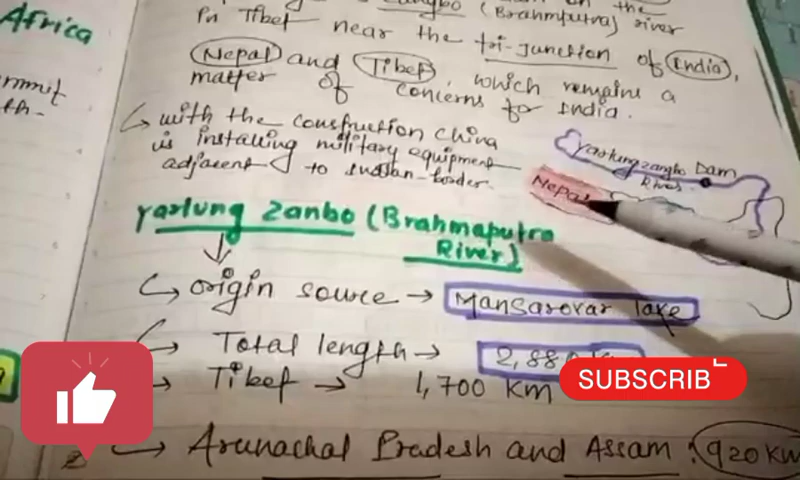 Africa
(Brahmputra) river
in Tibet near the tri-junction of India,
Nepal and Tibet, which remains a
matter of concerns for India.
with the construction China
is installing military equipment
adjacent to Indian-border.
Yarlung zangbo Dam
River
Nepal
Yarlung Zanbo (Brahmaputra
River)
origin source → Mansarovar lake
Total length → 2,880
Tibet → 1,700 Km
SUBSCRIB
Arunachal Pradesh and Assam : 920 KM